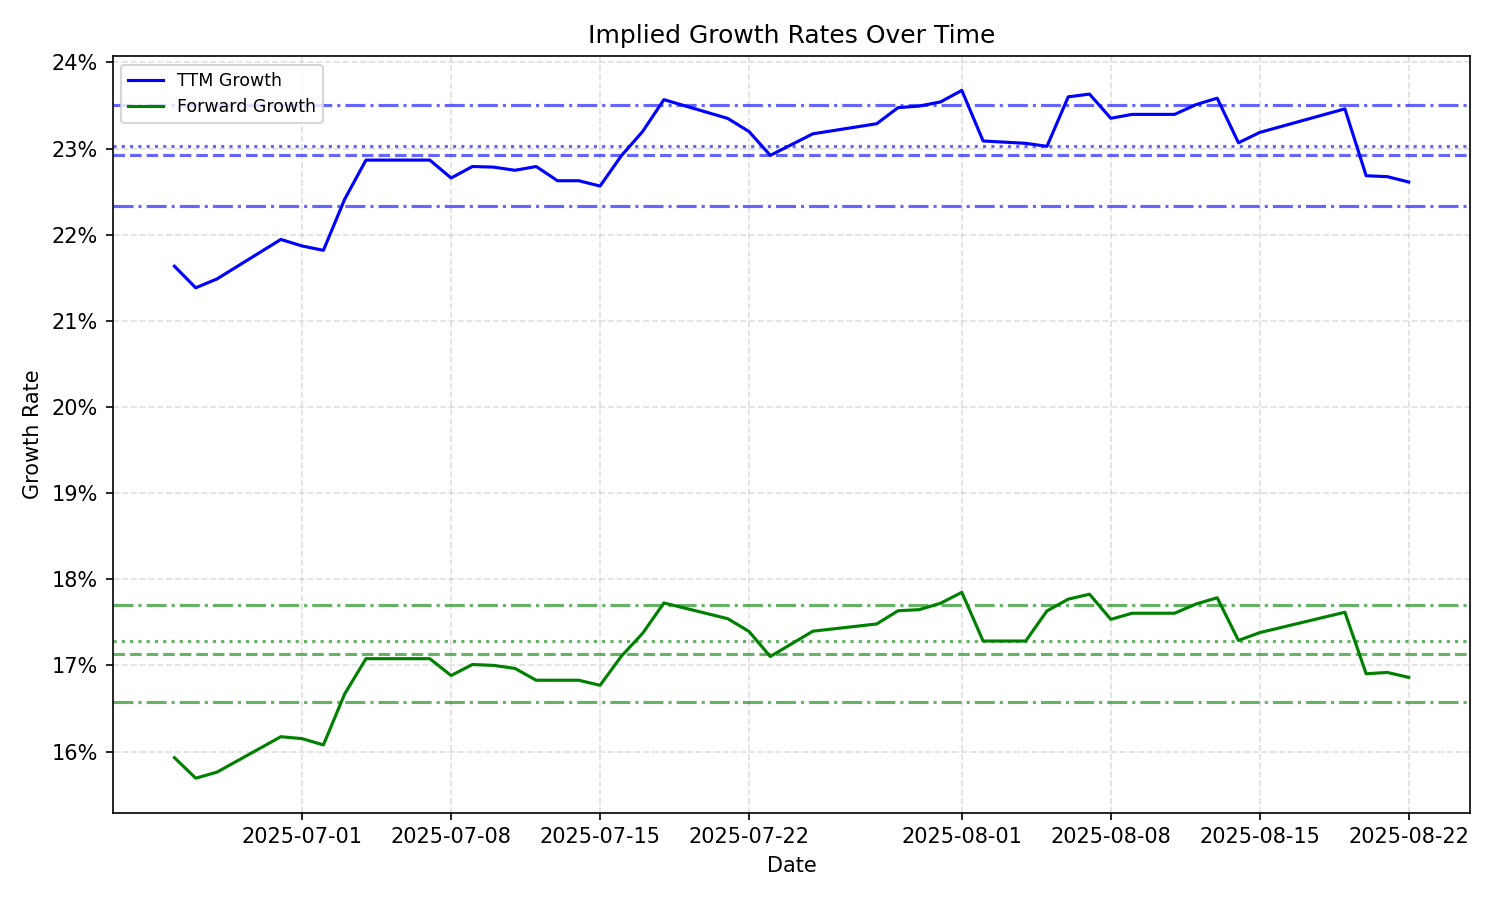 Implied Growth Rates Over Time
TTM Growth
Forward Growth
24%
23%
22%
21%
20%
19%
18%
17%
16%
Growth Rate
2025-07-01 2025-07-08 2025-07-15 2025-07-22 2025-08-01 2025-08-08 2025-08-15 2025-08-22
Date